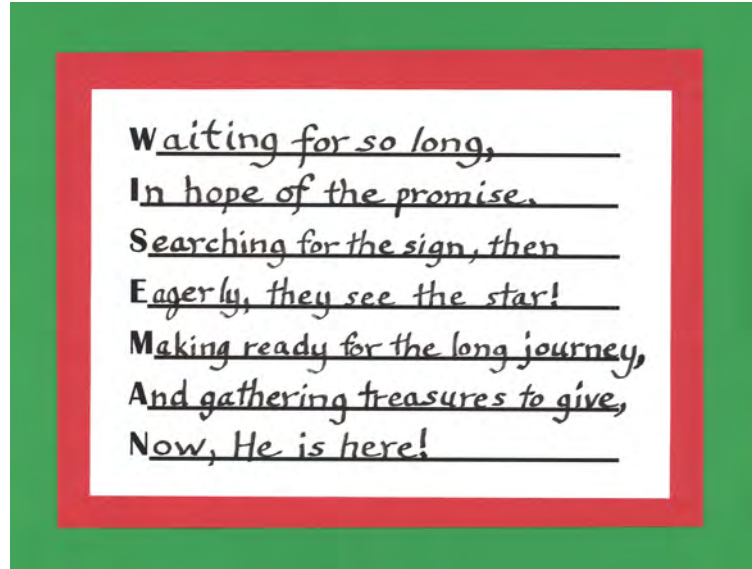 Waiting for so long,
In hope of the promise.
Searching for the sign, then
Eagerly, they see the star!
Making ready for the long journey,
And gathering treasures to give,
Now, He is here!